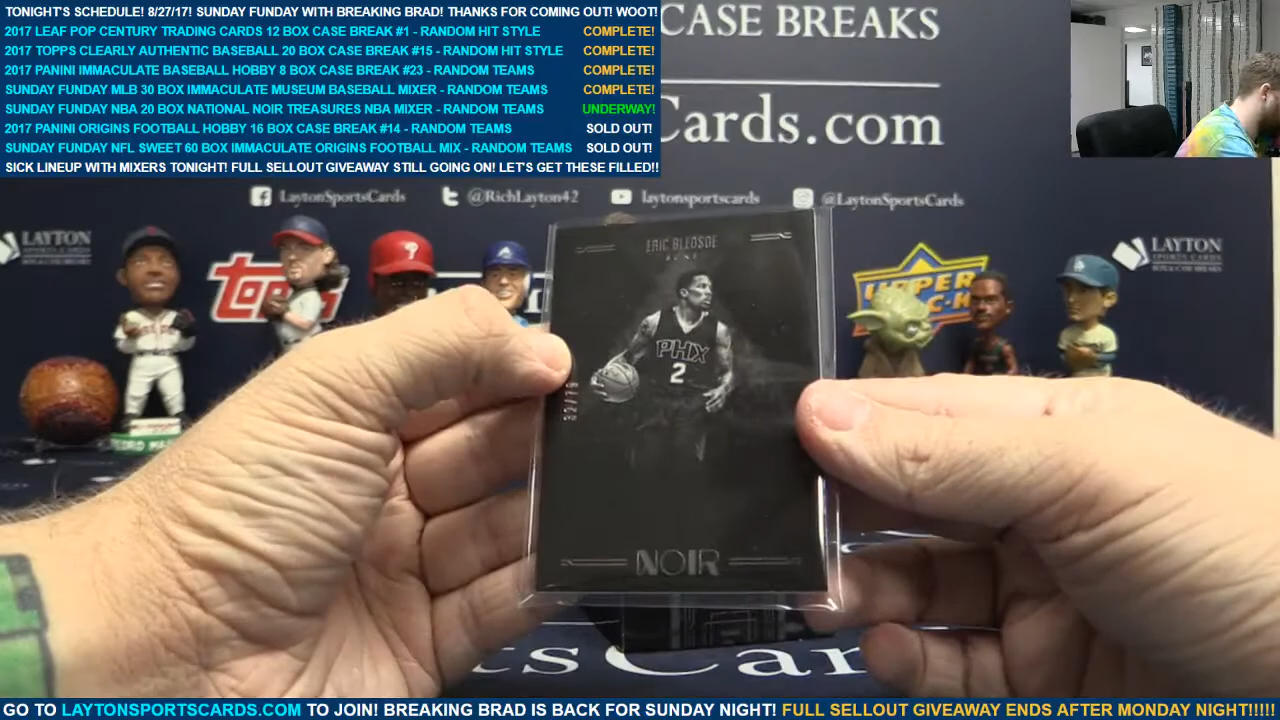 TONIGHT'S SCHEDULE! 8/27/17! SUNDAY FUNDAY WITH BREAKING BRAD! THANKS FOR COMING OUT! WOOT!
2017 LEAF POP CENTURY TRADING CARDS 12 BOX CASE BREAK #1 - RANDOM HIT STYLE COMPLETE!
2017 TOPPS CLEARLY AUTHENTIC BASEBALL 20 BOX CASE BREAK #15 - RANDOM HIT STYLE COMPLETE!
2017 PANINI IMMACULATE BASEBALL HOBBY 8 BOX CASE BREAK #23 - RANDOM TEAMS COMPLETE!
SUNDAY FUNDAY MLB 30 BOX IMMACULATE MUSEUM BASEBALL MIXER - RANDOM TEAMS COMPLETE!
SUNDAY FUNDAY NBA 20 BOX NATIONAL NOIR TREASURES NBA MIXER - RANDOM TEAMS UNDERWAY!
2017 PANINI ORIGINS FOOTBALL HOBBY 16 BOX CASE BREAK #14 - RANDOM TEAMS SOLD OUT!
SUNDAY FUNDAY NFL SWEET 60 BOX IMMACULATE ORIGINS FOOTBALL MIX - RANDOM TEAMS SOLD OUT!
SICK LINEUP WITH MIXERS TONIGHT! FULL SELLOUT GIVEAWAY STILL GOING ON! LET'S GET THESE FILLED!!
CASE BREAKS
Cards.com
LaytonSportsCards @RichLayton42 laytonsportscards @LaytonSportsCards
LAYTON
SPORTS CARDS
LAYTON
SPORTS CARDS
BOX & CASE BREAKS
topps
UPPER
ERIC BLEDSOE
PHX
2
32/79
NOIR
ts Car
GO TO LAYTONSPORTSCARDS.COM TO JOIN! BREAKING BRAD IS BACK FOR SUNDAY NIGHT! FULL SELLOUT GIVEAWAY ENDS AFTER MONDAY NIGHT!!!!!